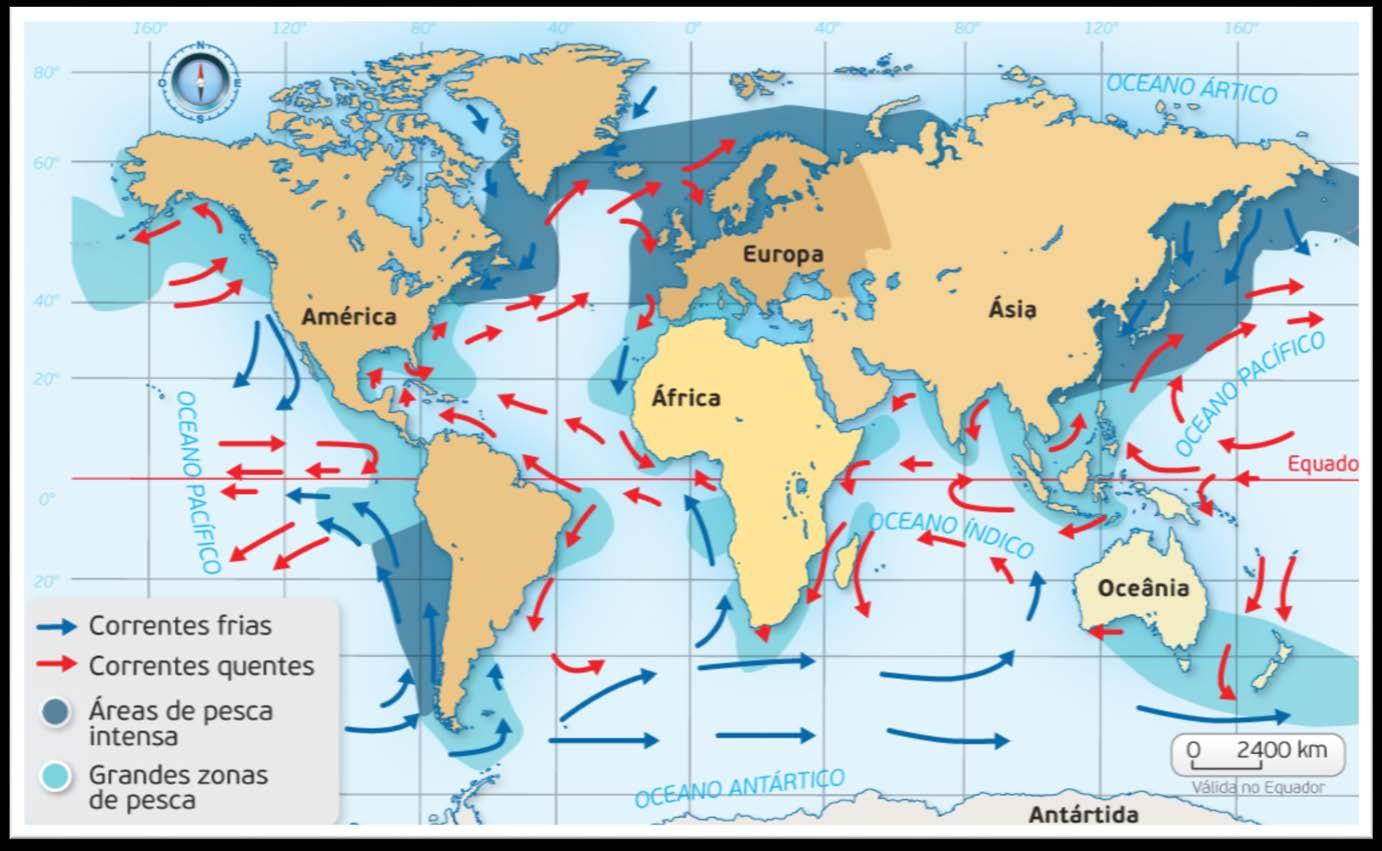 160° 120° 80° 40° 0° 40° 80° 120° 160°
N
O E
S
80°
OCEANO ÁRTICO
60°
Europa
40°
América
Ásia
20°
África
OCEANO PACÍFICO
OCEANO PACÍFICO
Equado
0°
OCEANO ÍNDICO
20°
Oceânia
Correntes frias
Correntes quentes
Áreas de pesca
intensa
Grandes zonas
de pesca
0 2400 km
Válida no Equador
OCEANO ANTÁRTICO
Antártida